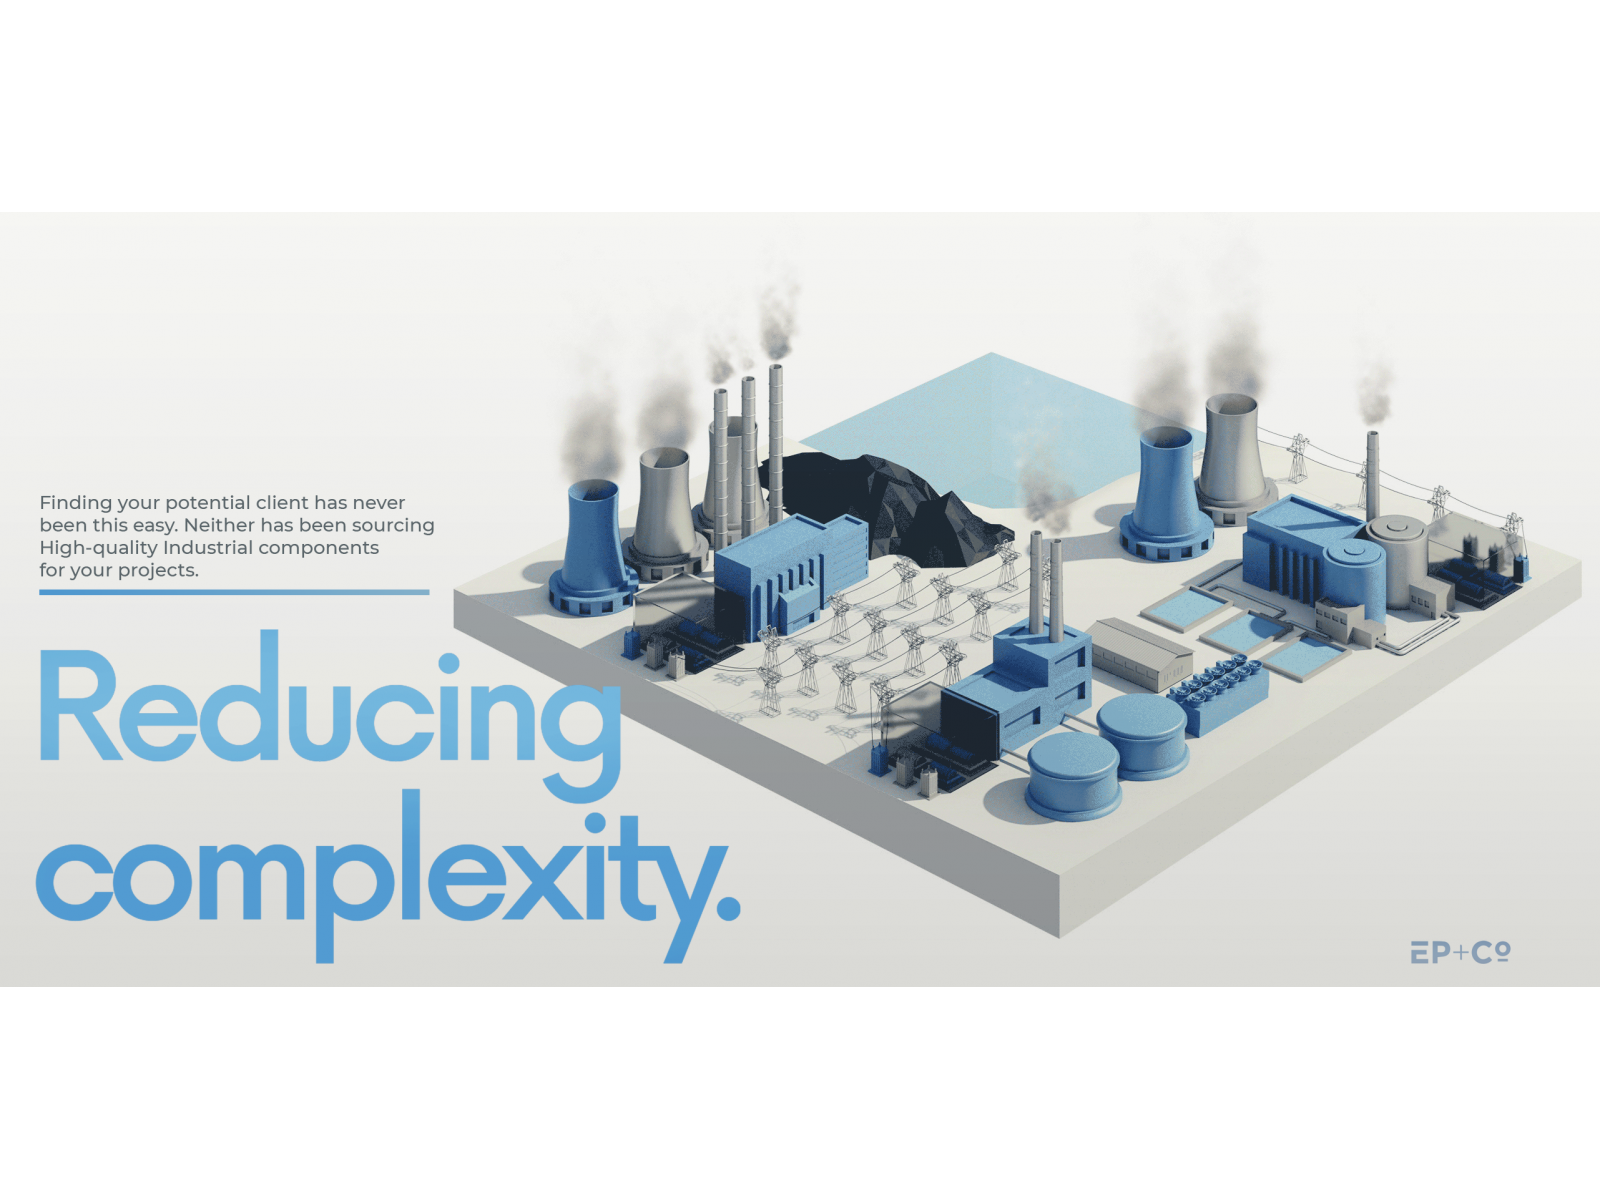 Finding your potential client has never
been this easy. Neither has been sourcing
High-quality Industrial components
for your projects.
Reducing
complexity.
EP+Cº